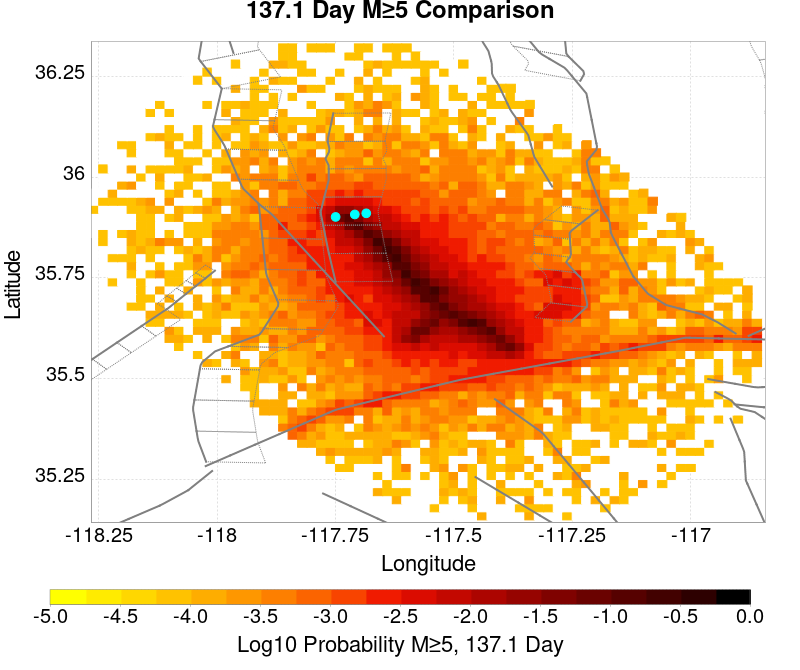 137.1 Day M≥5 Comparison
36.25
36
35.75
35.5
35.25
Latitude
-118.25 -118 -117.75 -117.5 -117.25 -117
Longitude
-5.0 -4.5 -4.0 -3.5 -3.0 -2.5 -2.0 -1.5 -1.0 -0.5 0.0
Log10 Probability M≥5, 137.1 Day